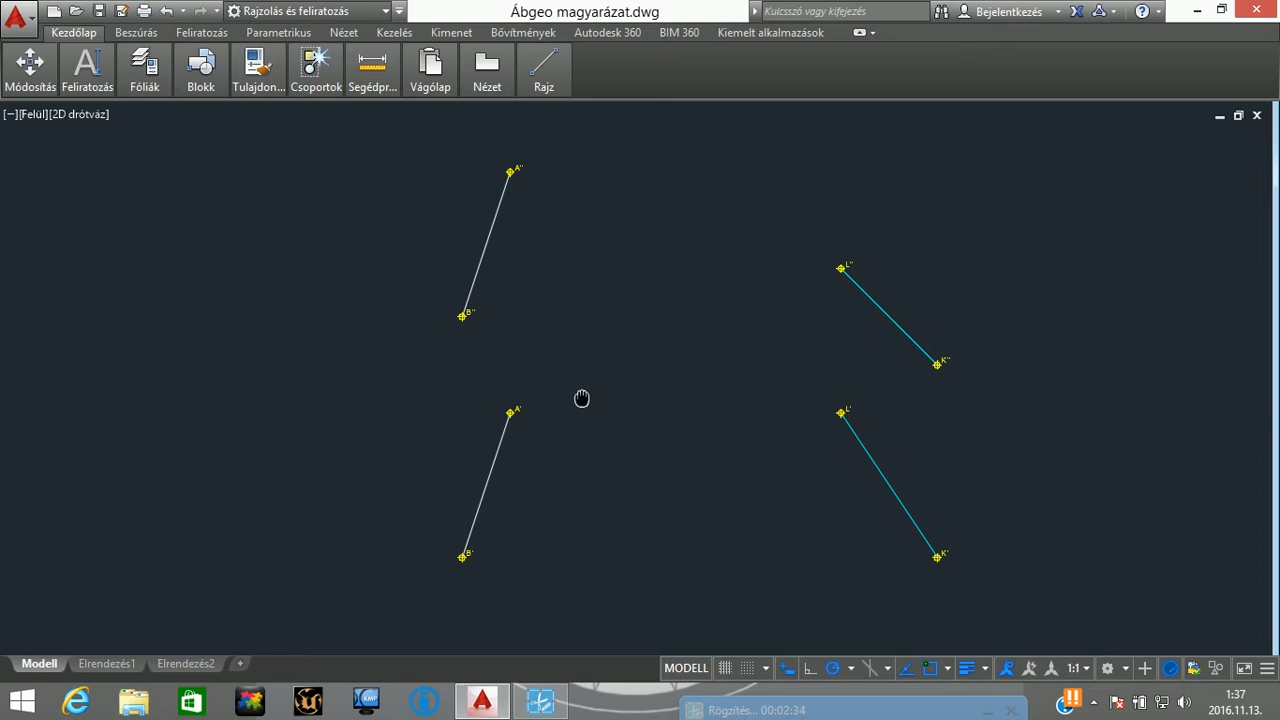 Rajzolás és feliratozás
Ábgeo magyarázat.dwg
Kulcsszó vagy kifejezés
Bejelentkezés
Kezdőlap Beszúrás Feliratozás Parametrikus Nézet Kezelés Kimenet Bővítmények Autodesk 360 BIM 360 Kiemelt alkalmazások
Módosítás Feliratozás Fóliák Blokk Tulajdon... Csoportok Segédpr... Vágólap Nézet Rajz
[−][Felül][2D drótváz]
A''
L''
B''
K''
A' L'
B' K'
Modell Elrendezés1 Elrendezés2 +
MODELL 1:1
Rögzítés... 00:02:34
1:37
2016.11.13.